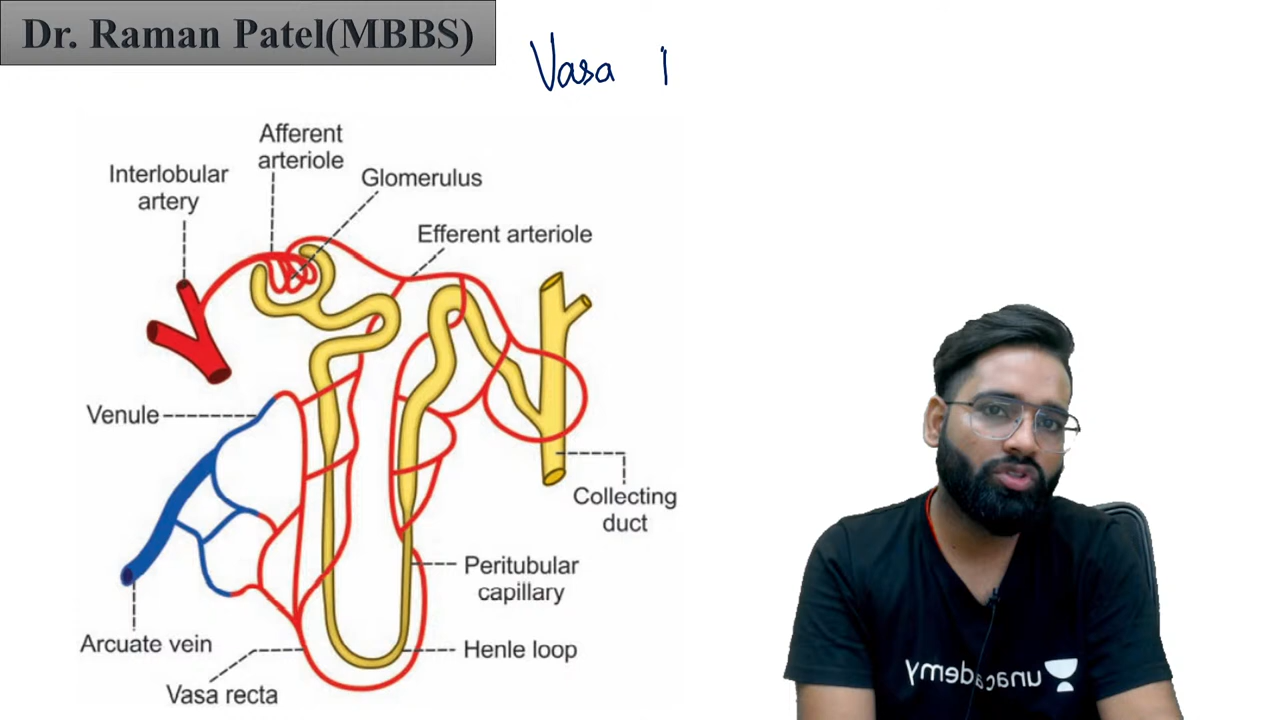 Dr. Raman Patel(MBBS)
Vasa
Afferent
arteriole
Interlobular
artery
Glomerulus
Efferent arteriole
Venule
Collecting
duct
Peritubular
capillary
Arcuate vein
Henle loop
Vasa recta
unacademy